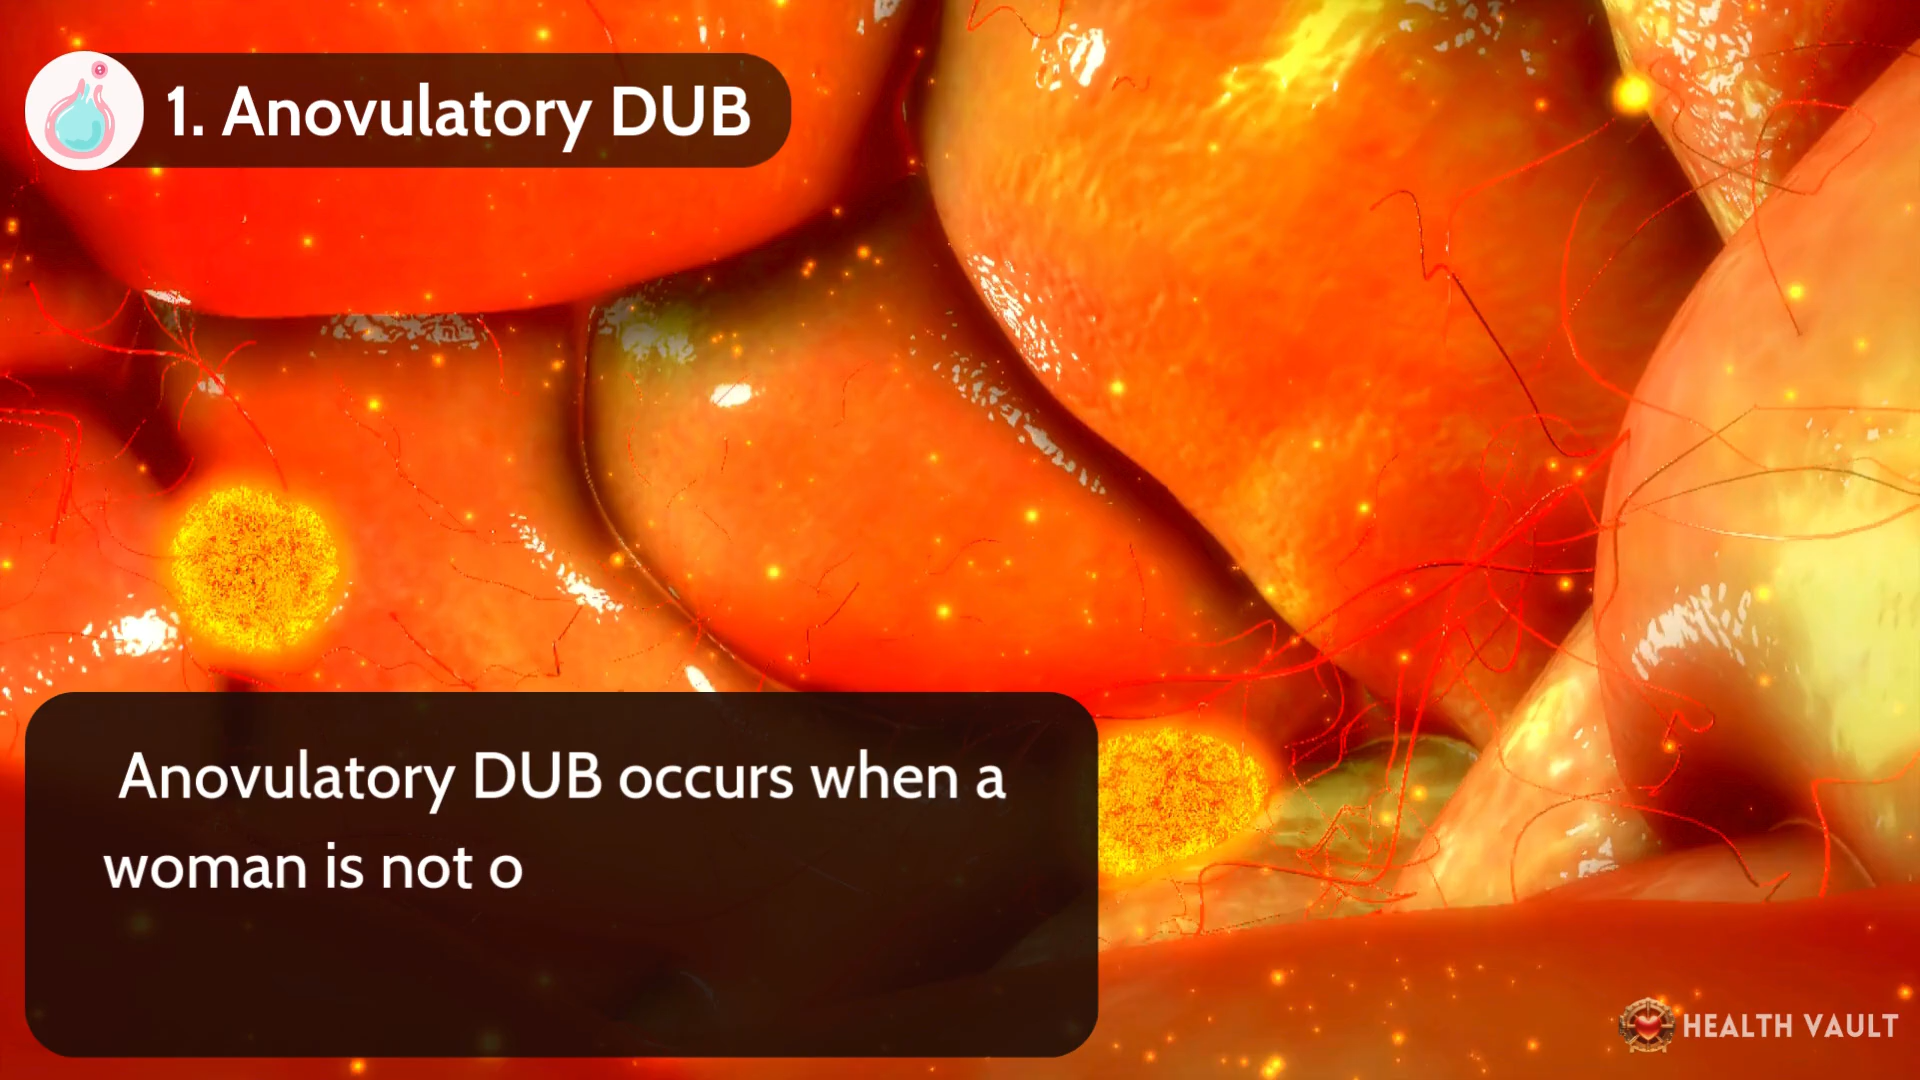 1. Anovulatory DUB
Anovulatory DUB occurs when a
woman is not o
HEALTH VAULT